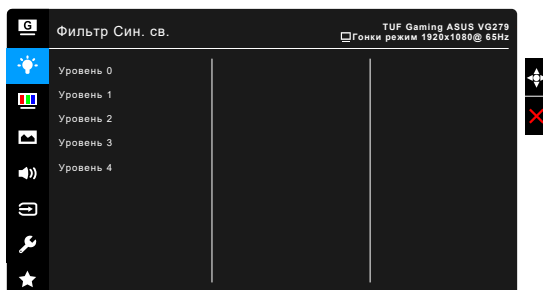 G
Фильтр Син. св.
TUF Gaming ASUS VG279
Гонки режим 1920x1080@ 65Hz
Уровень 0
Уровень 1
Уровень 2
Уровень 3
Уровень 4